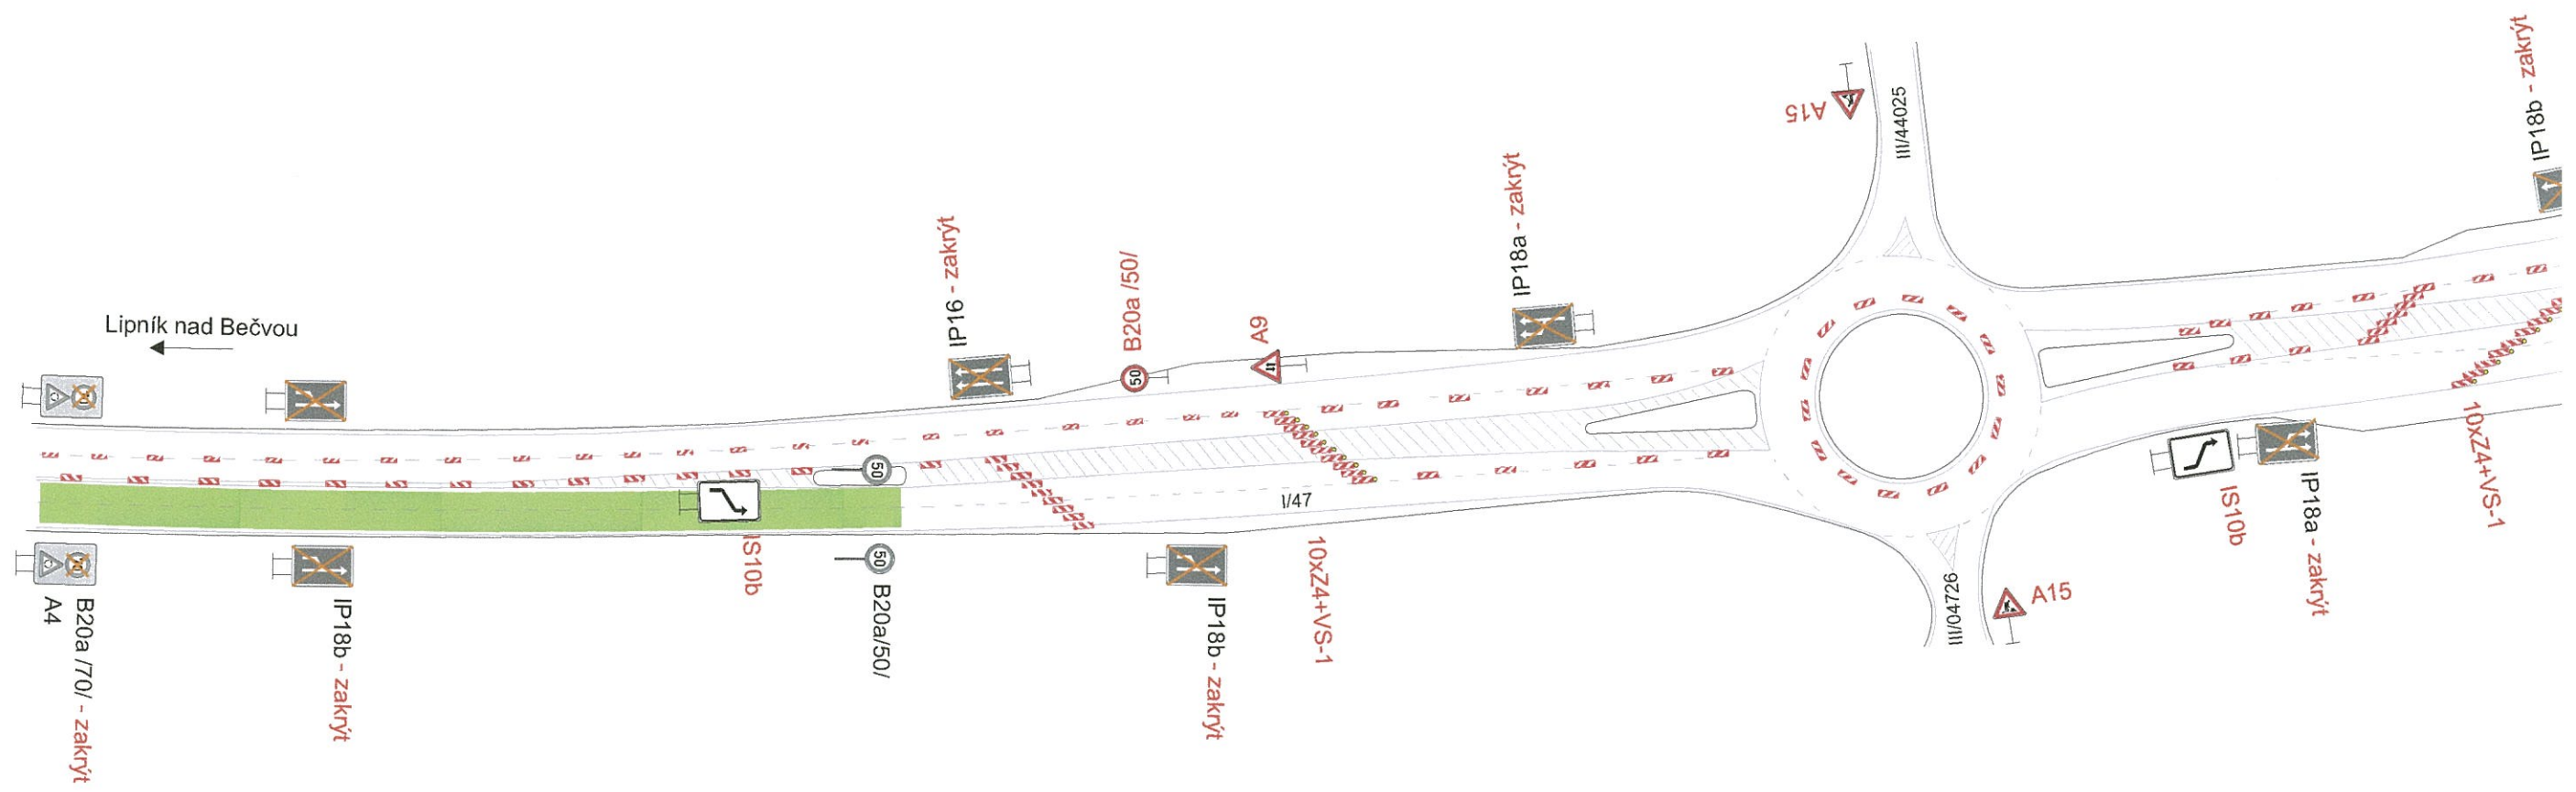 Lipník nad Bečvou
IP16 - zakrýt
B20a /50/
A9
IP18a - zakrýt
A15
III/44025
IP18b - zakrýt
50
50
50
I/47
A4
B20a /70/ - zakrýt
IP18b - zakrýt
IS10b
B20a/50/
IP18b - zakrýt
10xZ4+VS-1
III/04726
A15
IS10b
IP18a - zakrýt
10xZ4+VS-1